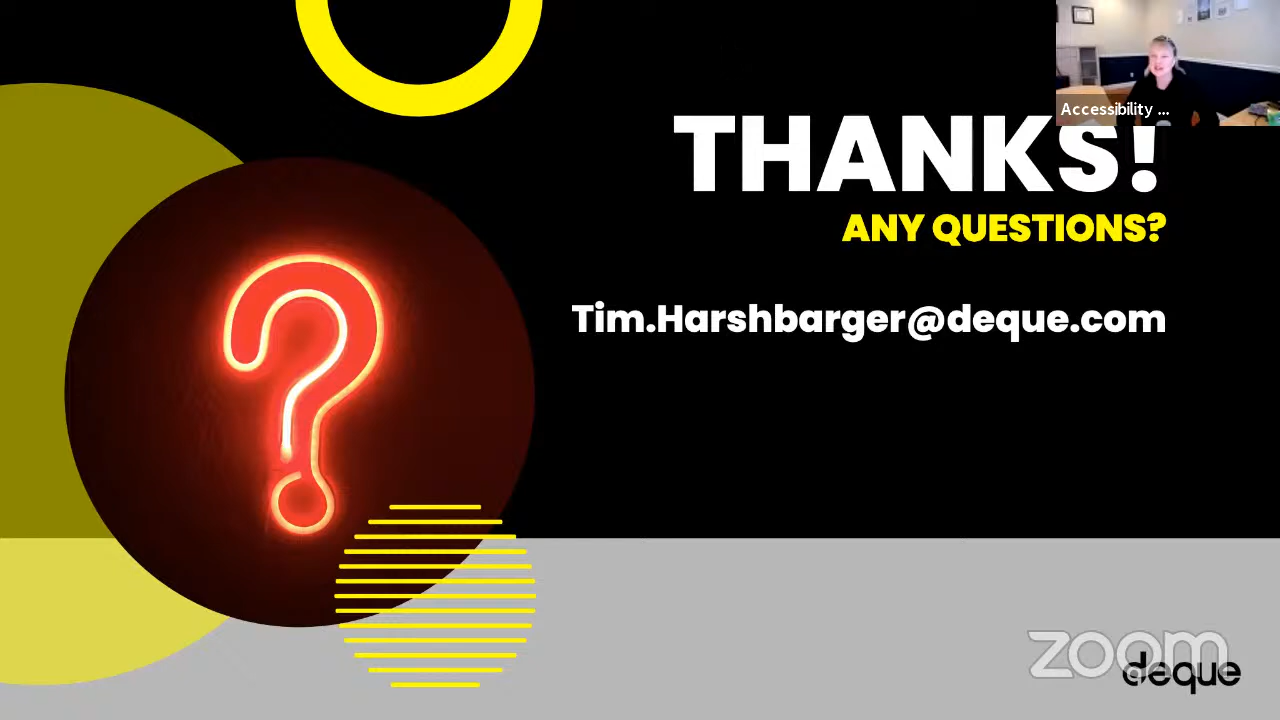 Accessibility ...
THANKS!
ANY QUESTIONS?
Tim.Harshbarger@deque.com
zoom
deque